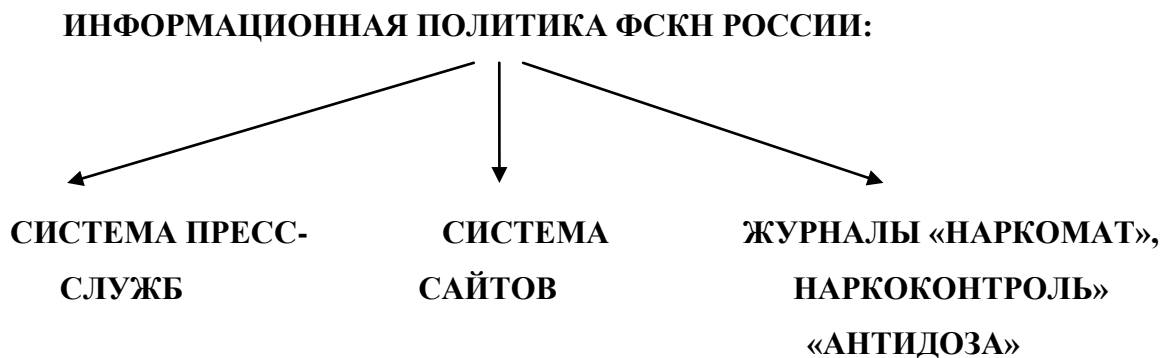 ИНФОРМАЦИОННАЯ ПОЛИТИКА ФСКН РОССИИ:
СИСТЕМА ПРЕСС-
СЛУЖБ
СИСТЕМА
САЙТОВ
ЖУРНАЛЫ «НАРКОМАТ»,
НАРКОКОНТРОЛЬ»
«АНТИДОЗА»